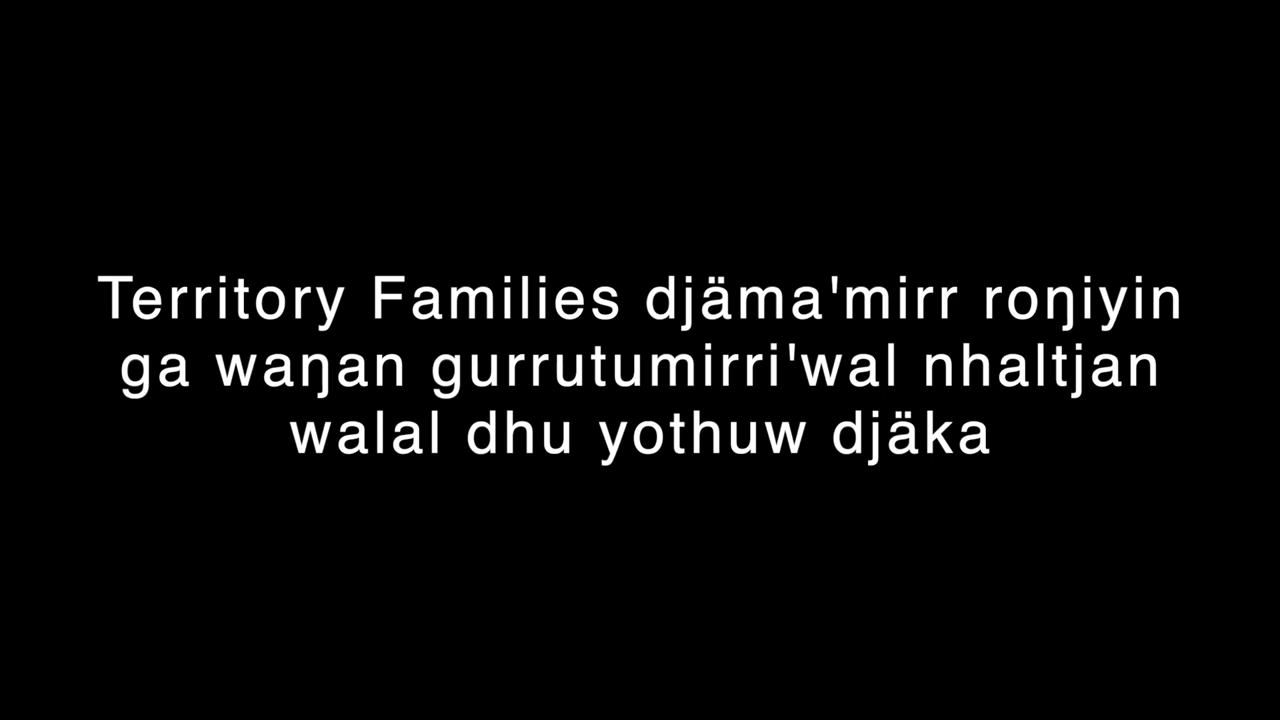 Territory Families djäma'mirr roŋiyin
ga waŋan gurrutumirri'wal nhaltjan
walal dhu yothuw djäka